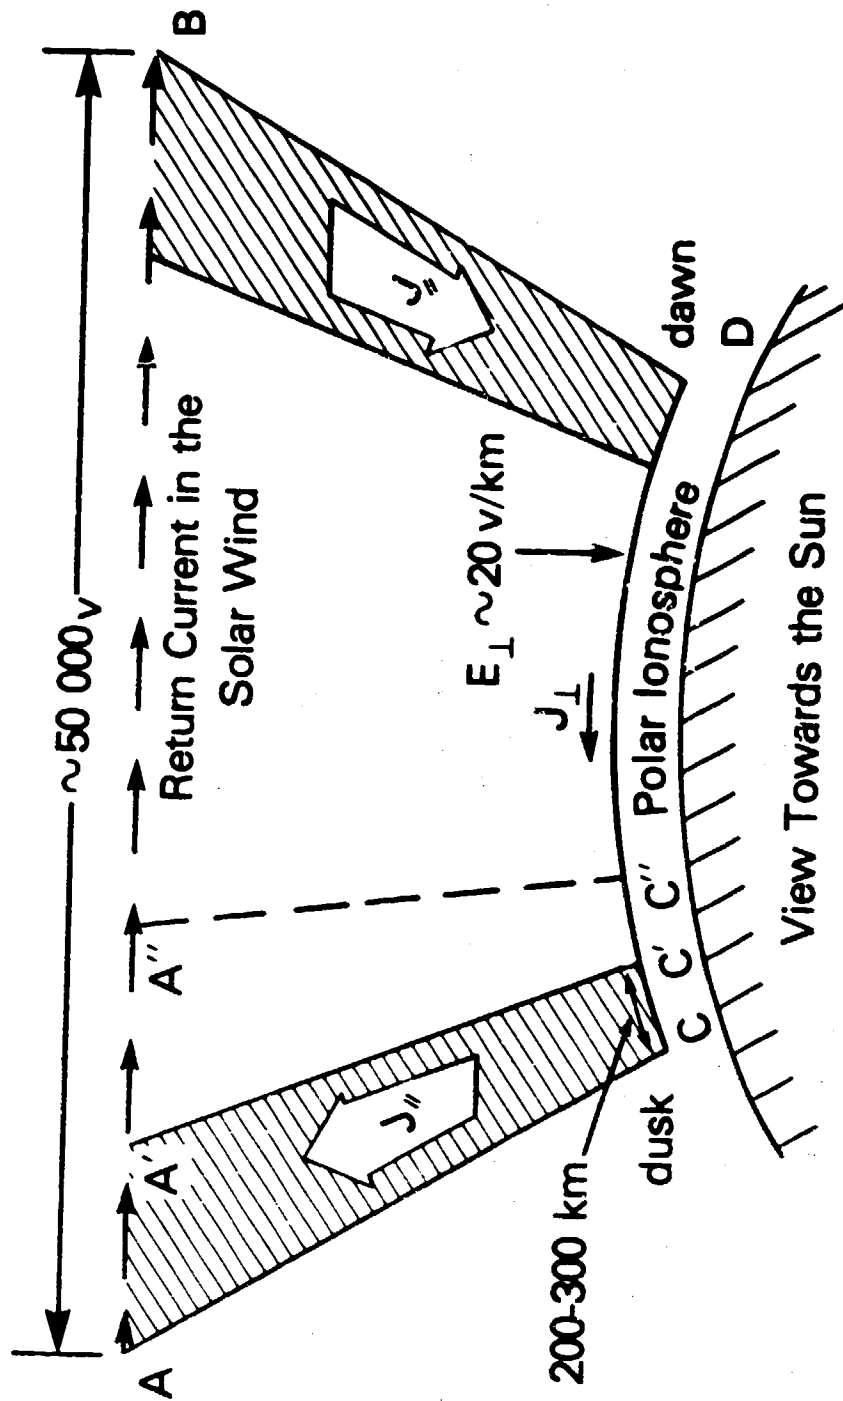 ~50 000v
A
A'
A''
B
Return Current in the
Solar Wind
J∥
J∥
E⊥ ~20 v/km
J⊥
dusk
dawn
200-300 km
C
C'
C''
Polar Ionosphere
D
View Towards the Sun